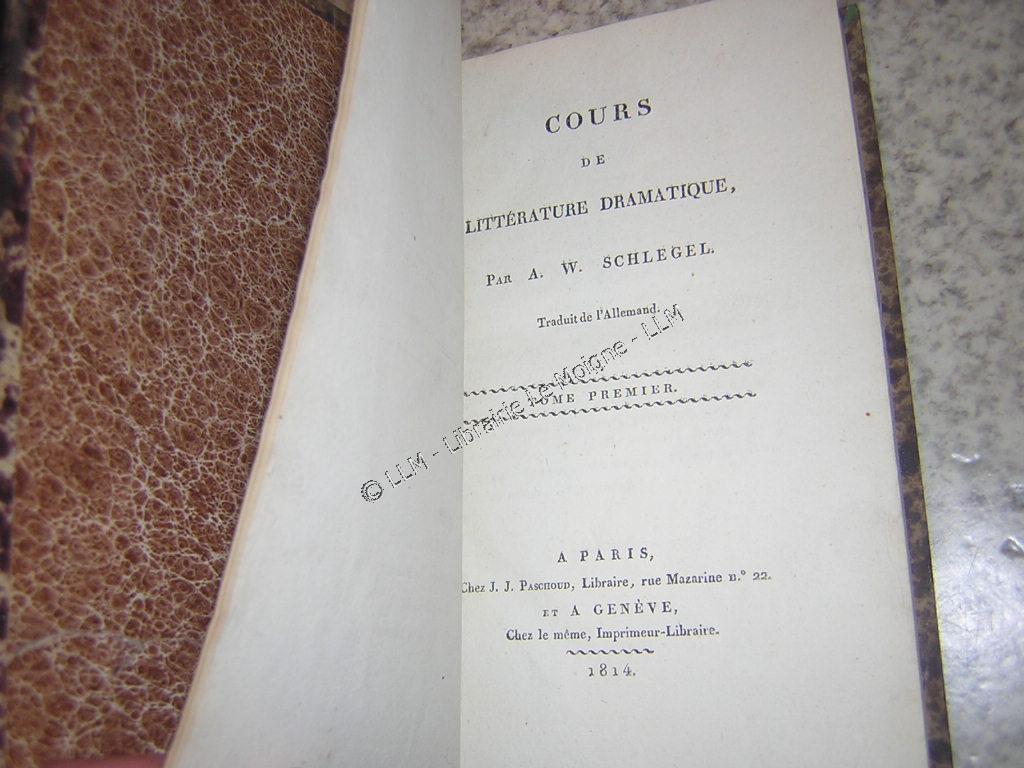 COURS
DE
LITTÉRATURE DRAMATIQUE,
PAR A. W. SCHLEGEL.
Traduit de l'Allemand.
TOME PREMIER.
© LLM - Librairie Le Moigne - LLM
A PARIS,
Chez J. J. PASCHOUD, Libraire, rue Mazarine n.° 22.
ET A GENÈVE,
Chez le même, Imprimeur-Libraire.
1814.